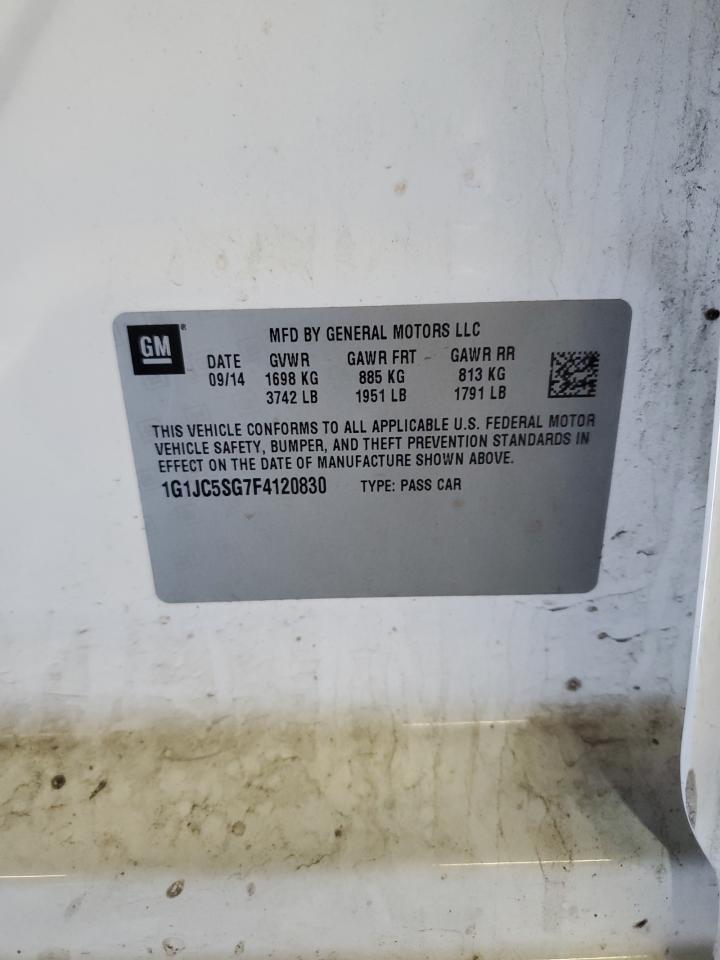 GM®
MFD BY GENERAL MOTORS LLC
DATE GVWR GAWR FRT GAWR RR
09/14 1698 KG 885 KG 813 KG
3742 LB 1951 LB 1791 LB
THIS VEHICLE CONFORMS TO ALL APPLICABLE U.S. FEDERAL MOTOR
VEHICLE SAFETY, BUMPER, AND THEFT PREVENTION STANDARDS IN
EFFECT ON THE DATE OF MANUFACTURE SHOWN ABOVE.
1G1JC5SG7F4120830 TYPE: PASS CAR